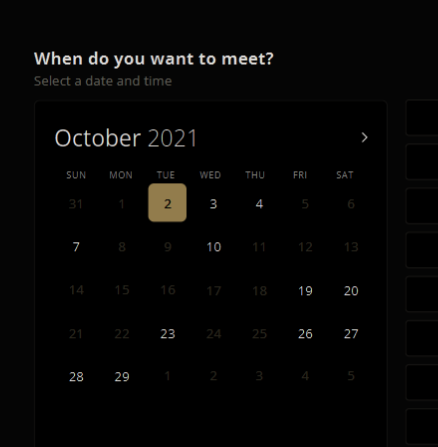 When do you want to meet?
Select a date and time
October 2021 >
SUN MON TUE WED THU FRI SAT
31 1 2 3 4 5 6
7 8 9 10 11 12 13
14 15 16 17 18 19 20
21 22 23 24 25 26 27
28 29 1 2 3 4 5